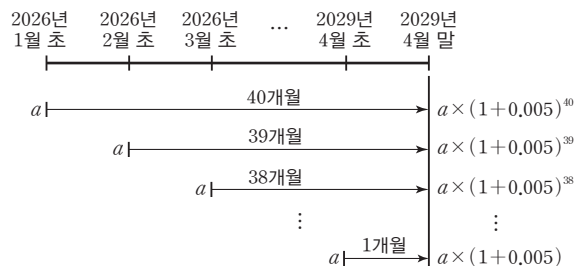 2026년 2026년 2026년 … 2029년 2029년
1월 초 2월 초 3월 초 4월 초 4월 말
a 40개월 a×(1+0.005)⁴⁰
a 39개월 a×(1+0.005)³⁹
a 38개월 a×(1+0.005)³⁸
⋮ ⋮
a 1개월 a×(1+0.005)